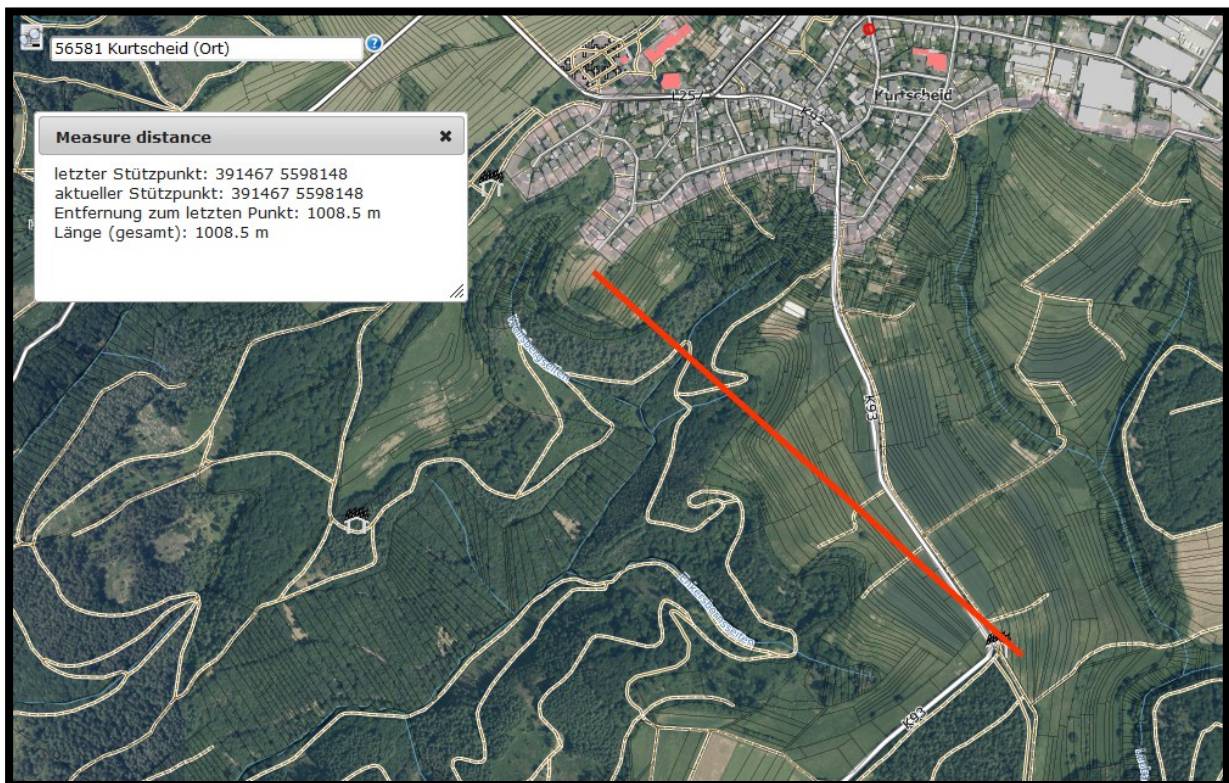 56581 Kurtscheid (Ort)
?
Measure distance
letzter Stützpunkt: 391467 5598148
aktueller Stützpunkt: 391467 5598148
Entfernung zum letzten Punkt: 1008.5 m
Länge (gesamt): 1008.5 m
L257
K93
Kurtscheid
K93
K93